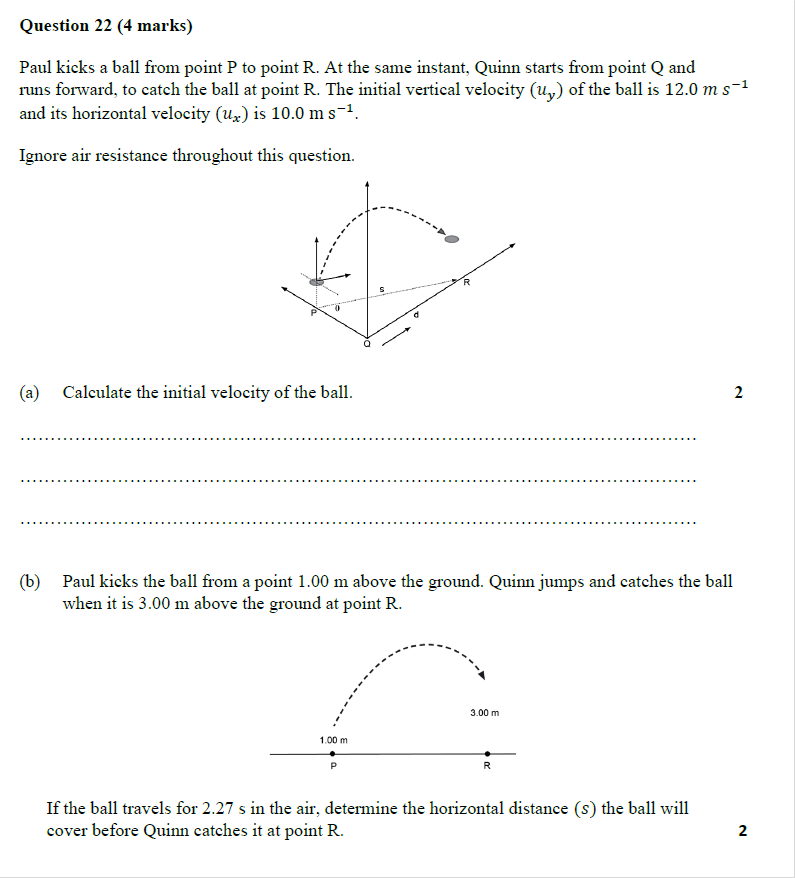 Question 22 (4 marks)
Paul kicks a ball from point P to point R. At the same instant, Quinn starts from point Q and
runs forward, to catch the ball at point R. The initial vertical velocity (u_y) of the ball is 12.0 m s⁻¹
and its horizontal velocity (u_x) is 10.0 m s⁻¹.
Ignore air resistance throughout this question.
s
R
P
θ
d
Q
(a) Calculate the initial velocity of the ball. 2
(b) Paul kicks the ball from a point 1.00 m above the ground. Quinn jumps and catches the ball
when it is 3.00 m above the ground at point R.
3.00 m
1.00 m
P
R
If the ball travels for 2.27 s in the air, determine the horizontal distance (s) the ball will
cover before Quinn catches it at point R. 2